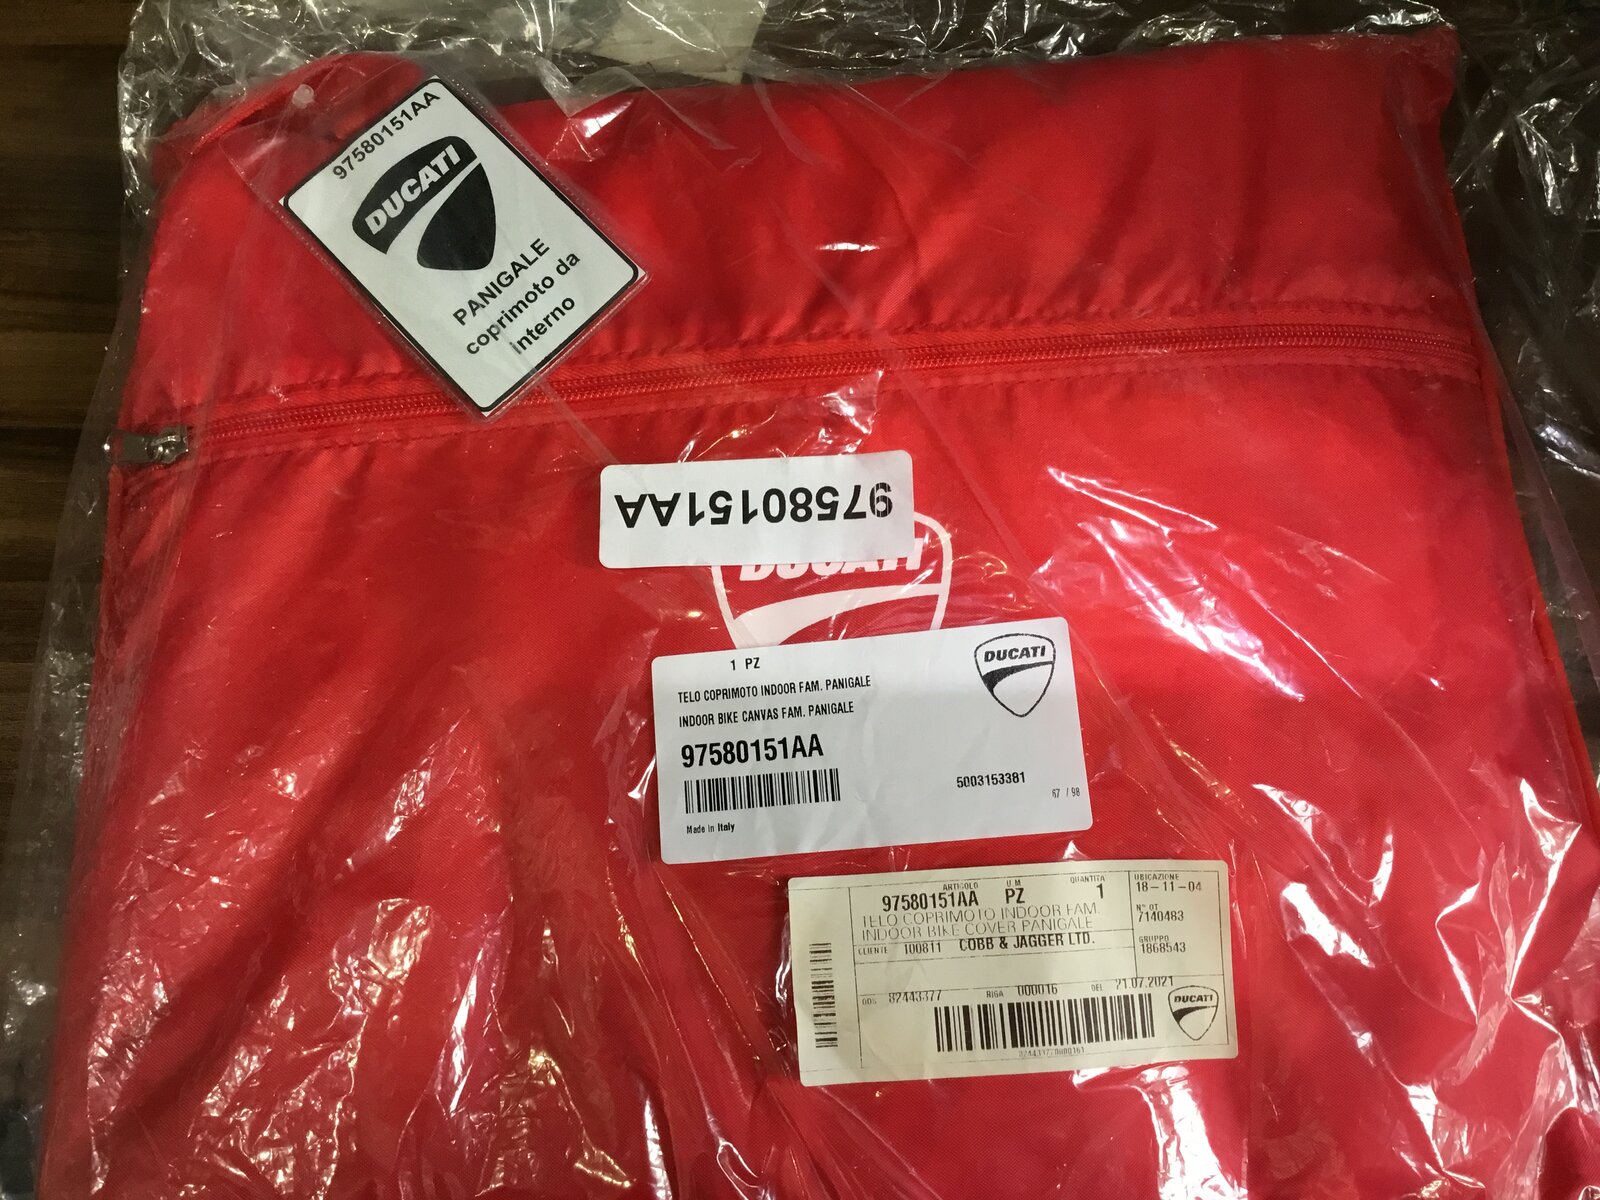 97580151AA
DUCATI
PANIGALE
coprimoto da
interno
97580151AA
DUCATI
1 PZ
DUCATI
TELO COPRIMOTO INDOOR FAM. PANIGALE
INDOOR BIKE CANVAS FAM. PANIGALE
97580151AA
5003153381
67 / 98
Made in Italy
ARTICOLO U.M. QUANTITA UBICAZIONE
97580151AA PZ 1 18-11-04
TELO COPRIMOTO INDOOR FAM.
INDOOR BIKE COVER PANIGALE
N° OT
7140483
CLIENTE 100811 COBB & JAGGER LTD.
GRUPPO
1868543
ODS 82443377 RIGA 000016 DEL 21.07.2021
DUCATI